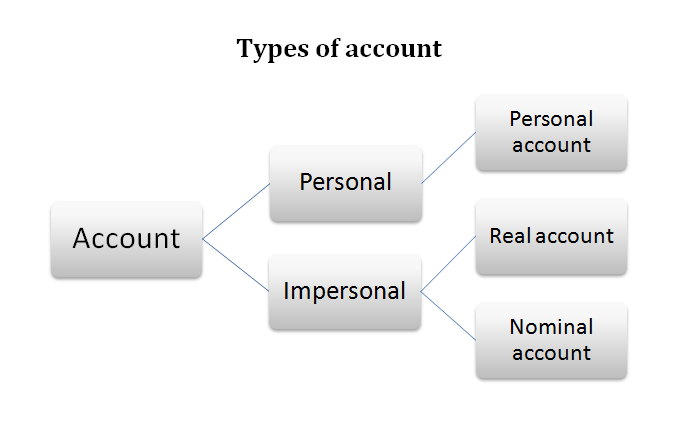 Types of account
Account
Personal
Impersonal
Personal
account
Real account
Nominal
account